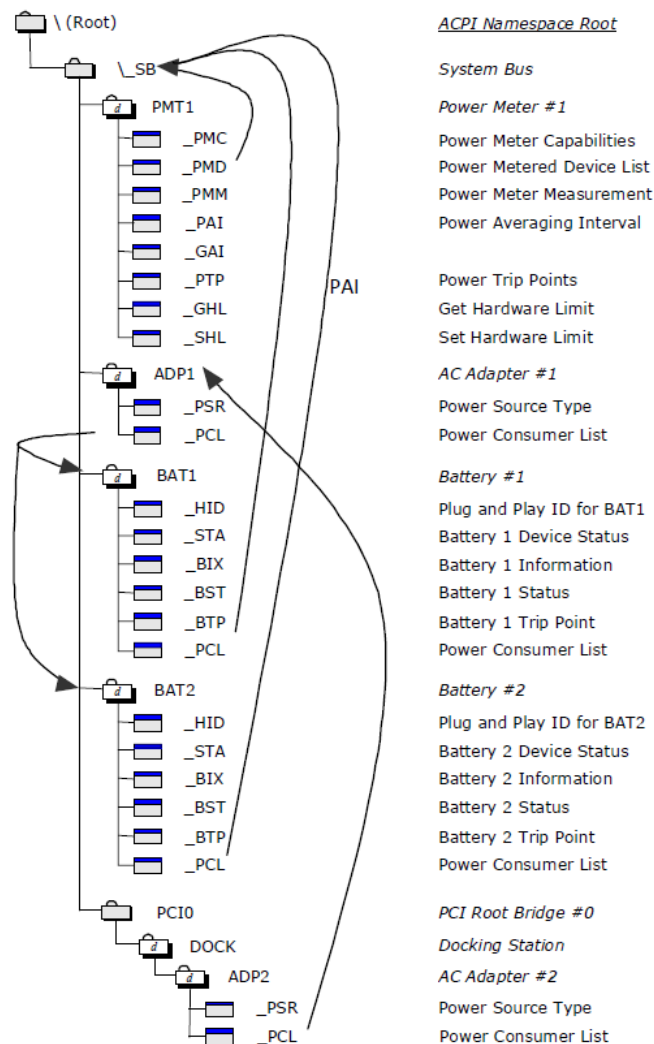 \ (Root) ACPI Namespace Root
\_SB System Bus
PMT1 Power Meter #1
_PMC Power Meter Capabilities
_PMD Power Metered Device List
_PMM Power Meter Measurement
_PAI Power Averaging Interval
_GAI
_PTP Power Trip Points
PAI
_GHL Get Hardware Limit
_SHL Set Hardware Limit
d ADP1 AC Adapter #1
_PSR Power Source Type
_PCL Power Consumer List
d BAT1 Battery #1
_HID Plug and Play ID for BAT1
_STA Battery 1 Device Status
_BIX Battery 1 Information
_BST Battery 1 Status
_BTP Battery 1 Trip Point
_PCL Power Consumer List
d BAT2 Battery #2
_HID Plug and Play ID for BAT2
_STA Battery 2 Device Status
_BIX Battery 2 Information
_BST Battery 2 Status
_BTP Battery 2 Trip Point
_PCL Power Consumer List
PCI0 PCI Root Bridge #0
d DOCK Docking Station
d ADP2 AC Adapter #2
_PSR Power Source Type
_PCL Power Consumer List